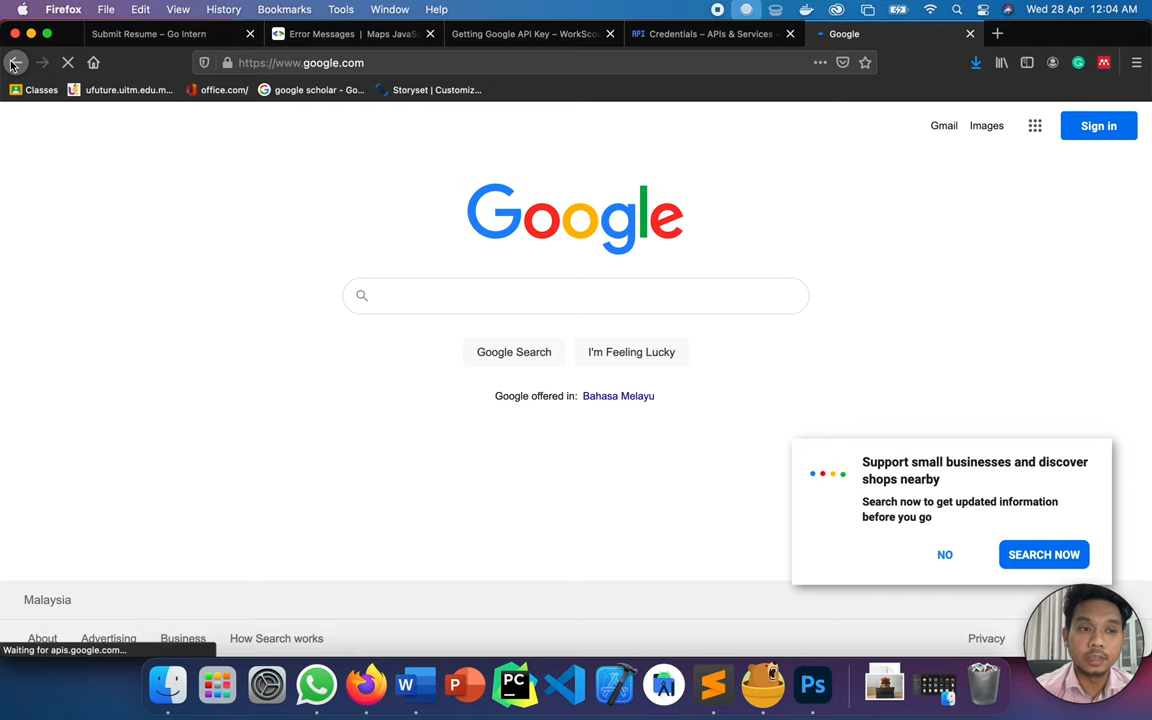 Firefox File Edit View History Bookmarks Tools Window Help Wed 28 Apr 12:04 AM
Submit Resume – Go Intern Error Messages | Maps JavaS Getting Google API Key – WorkScou API Credentials – APIs & Services – Google
https://www.google.com
Classes ufuture.uitm.edu.m... office.com/ google scholar - Go... Storyset | Customiz...
Gmail Images Sign in
Google
Google Search I'm Feeling Lucky
Google offered in: Bahasa Melayu
Support small businesses and discover
shops nearby
Search now to get updated information
before you go
NO SEARCH NOW
Malaysia
About Advertising Business How Search works Privacy
Waiting for apis.google.com...
W P PC A S Ps